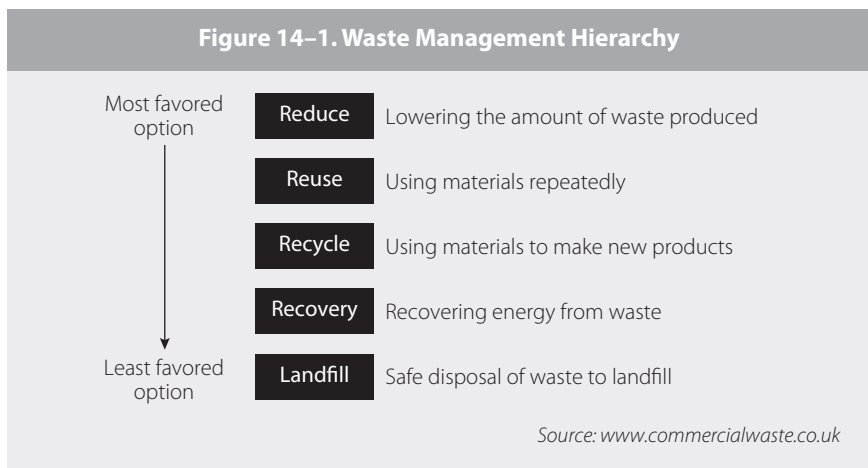 Figure 14–1. Waste Management Hierarchy
Most favored
option
Reduce Lowering the amount of waste produced
Reuse Using materials repeatedly
Recycle Using materials to make new products
Recovery Recovering energy from waste
Least favored
option
Landfill Safe disposal of waste to landfill
Source: www.commercialwaste.co.uk